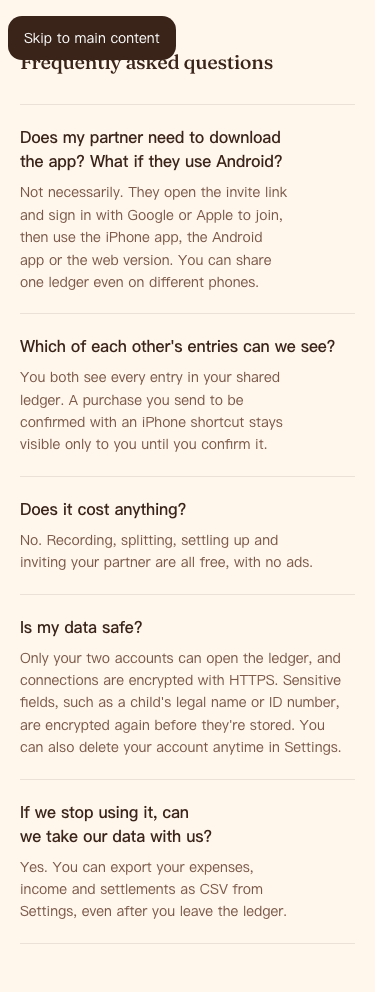 Skip to main content
Frequently asked questions
Does my partner need to download
the app? What if they use Android?
Not necessarily. They open the invite link
and sign in with Google or Apple to join,
then use the iPhone app, the Android
app or the web version. You can share
one ledger even on different phones.
Which of each other's entries can we see?
You both see every entry in your shared
ledger. A purchase you send to be
confirmed with an iPhone shortcut stays
visible only to you until you confirm it.
Does it cost anything?
No. Recording, splitting, settling up and
inviting your partner are all free, with no ads.
Is my data safe?
Only your two accounts can open the ledger, and
connections are encrypted with HTTPS. Sensitive
fields, such as a child's legal name or ID number,
are encrypted again before they're stored. You
can also delete your account anytime in Settings.
If we stop using it, can
we take our data with us?
Yes. You can export your expenses,
income and settlements as CSV from
Settings, even after you leave the ledger.